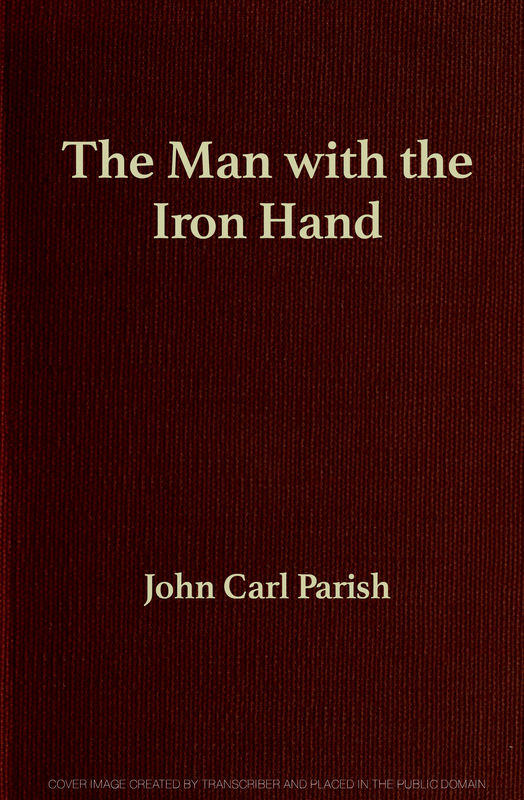 The Man with the
Iron Hand
John Carl Parish
COVER IMAGE CREATED BY TRANSCRIBER AND PLACED IN THE PUBLIC DOMAIN